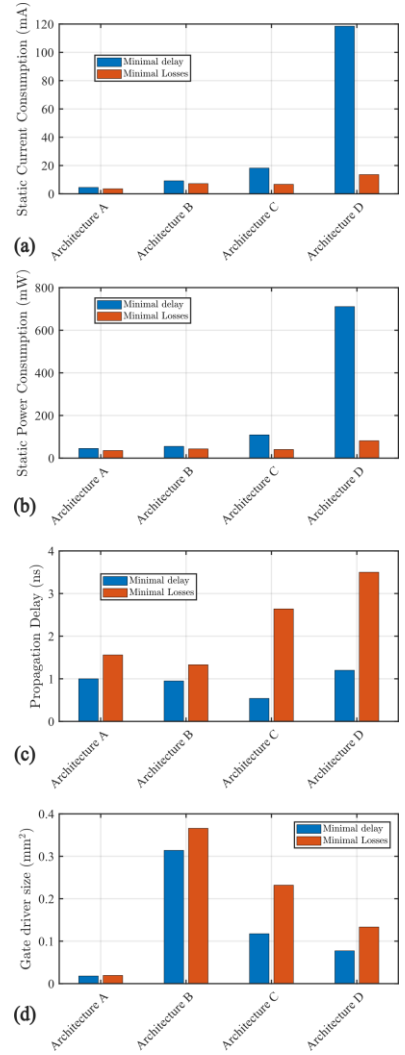 120
100
80
60
40
20
0
Static Current Consumption (mA)
Minimal delay
Minimal Losses
Architecture A
Architecture B
Architecture C
Architecture D
(a)
800
600
400
200
0
Static Power Consumption (mW)
Minimal delay
Minimal Losses
Architecture A
Architecture B
Architecture C
Architecture D
(b)
4
3
2
1
0
Propagation Delay (ns)
Minimal delay
Minimal Losses
Architecture A
Architecture B
Architecture C
Architecture D
(c)
0.4
0.3
0.2
0.1
0
Gate driver size (mm²)
Minimal delay
Minimal Losses
Architecture A
Architecture B
Architecture C
Architecture D
(d)